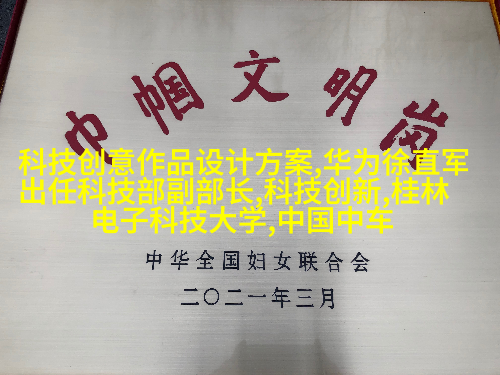 巾帼文明岗
科技创意作品设计方案,华为徐直军
出任科技部副部长,科技创新,桂林
电子科技大学,中国中车
中华全国妇女联合会
二〇二一年三月